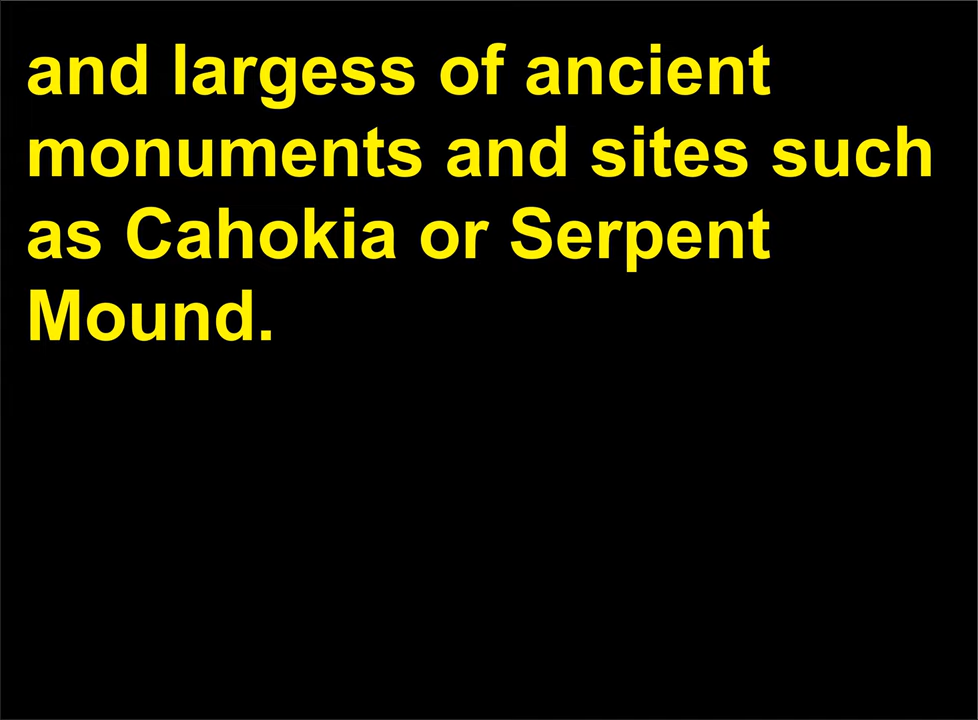 and largess of ancient
monuments and sites such
as Cahokia or Serpent
Mound.